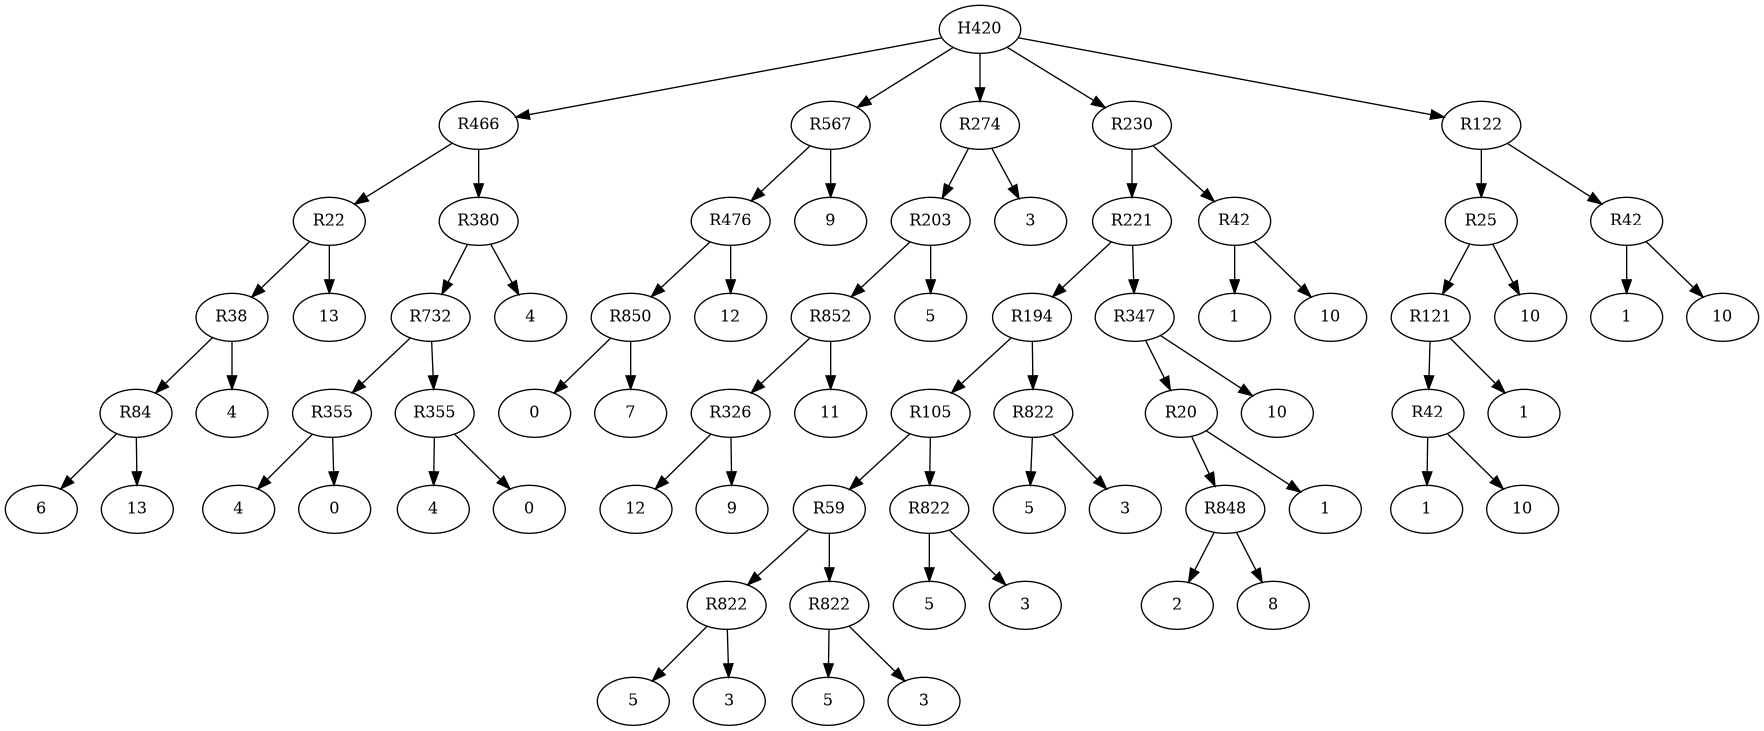 H420
R466 R567 R274 R230 R122
R22 R380 R476 9 R203 3 R221 R42 R25 R42
R38 13 R732 4 R850 12 R852 5 R194 R347 1 10 R121 10 1 10
R84 4 R355 R355 0 7 R326 11 R105 R822 R20 10 R42 1
6 13 4 0 4 0 12 9 R59 R822 5 3 R848 1 1 10
R822 R822 5 3 2 8
5 3 5 3